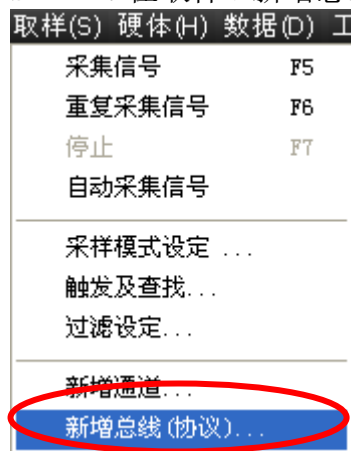 取样(S) 硬体(H) 数据(D) 工
采集信号 F5
重复采集信号 F6
停止 F7
自动采集信号
采样模式设定 ...
触发及查找...
过滤设定...
新增通道...
新增总线(协议)...